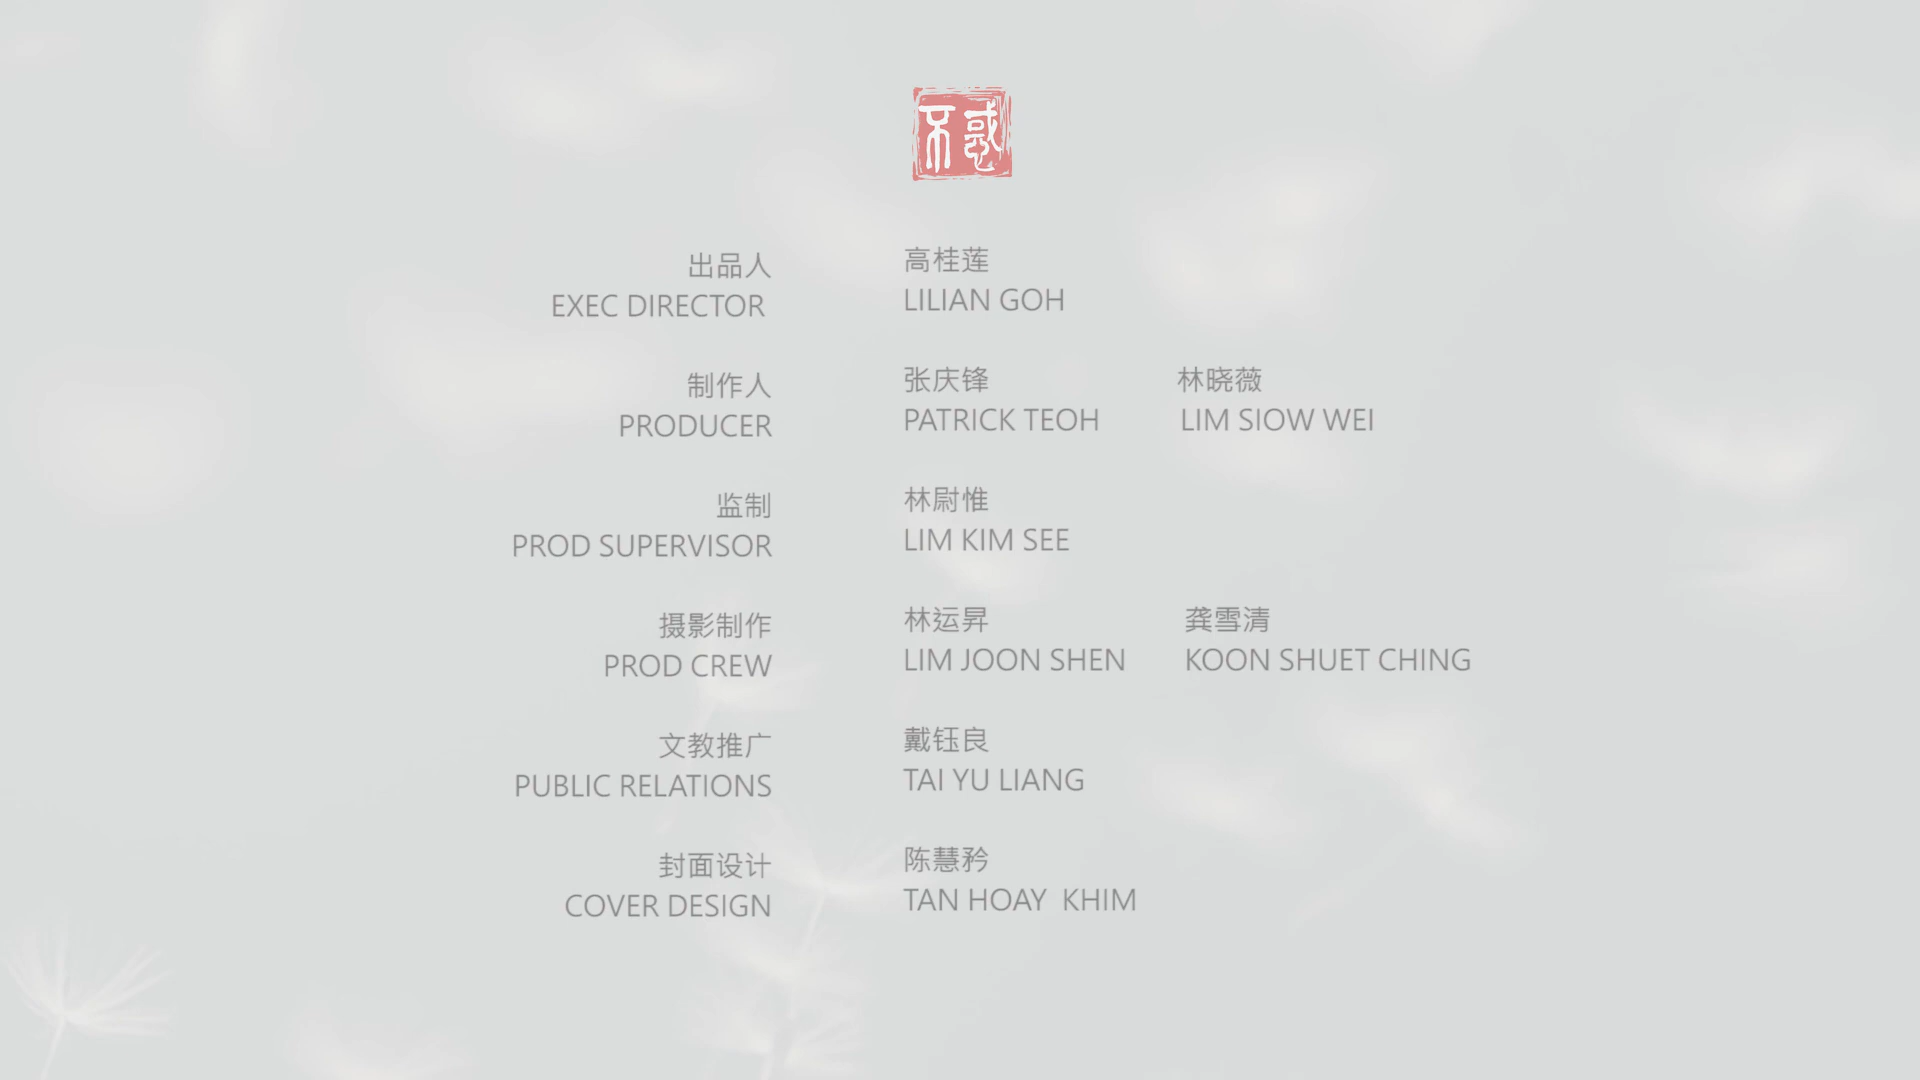 不惑
出品人 高桂莲
EXEC DIRECTOR LILIAN GOH
制作人 张庆锋 林晓薇
PRODUCER PATRICK TEOH LIM SIOW WEI
监制 林尉惟
PROD SUPERVISOR LIM KIM SEE
摄影制作 林运昇 龚雪清
PROD CREW LIM JOON SHEN KOON SHUET CHING
文教推广 戴钰良
PUBLIC RELATIONS TAI YU LIANG
封面设计 陈慧矜
COVER DESIGN TAN HOAY KHIM